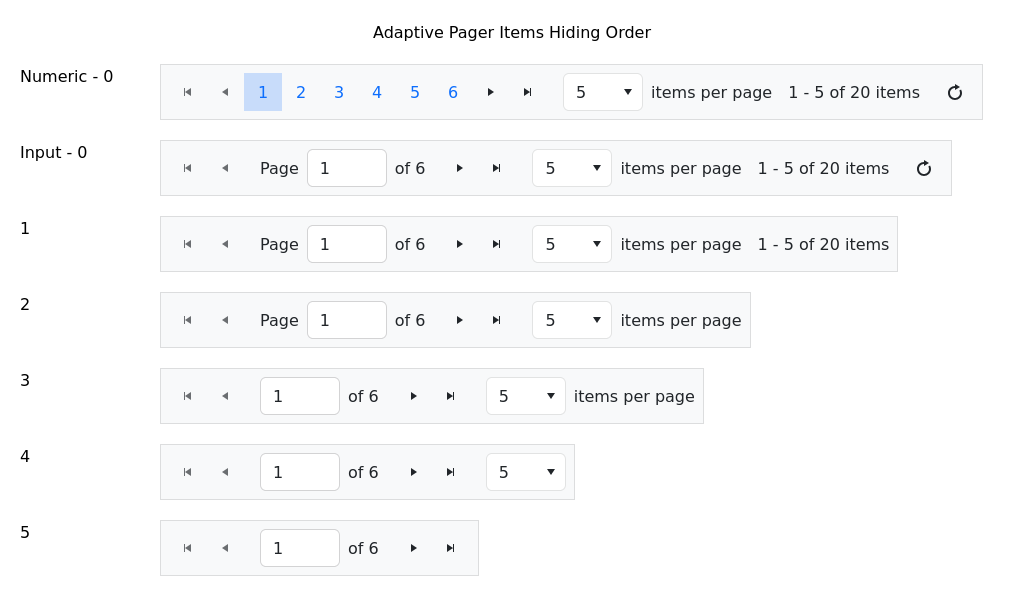 Adaptive Pager Items Hiding Order
Numeric - 0
1 2 3 4 5 6 5 items per page 1 - 5 of 20 items
Input - 0
Page 1 of 6 5 items per page 1 - 5 of 20 items
1
Page 1 of 6 5 items per page 1 - 5 of 20 items
2
Page 1 of 6 5 items per page
3
1 of 6 5 items per page
4
1 of 6 5
5
1 of 6